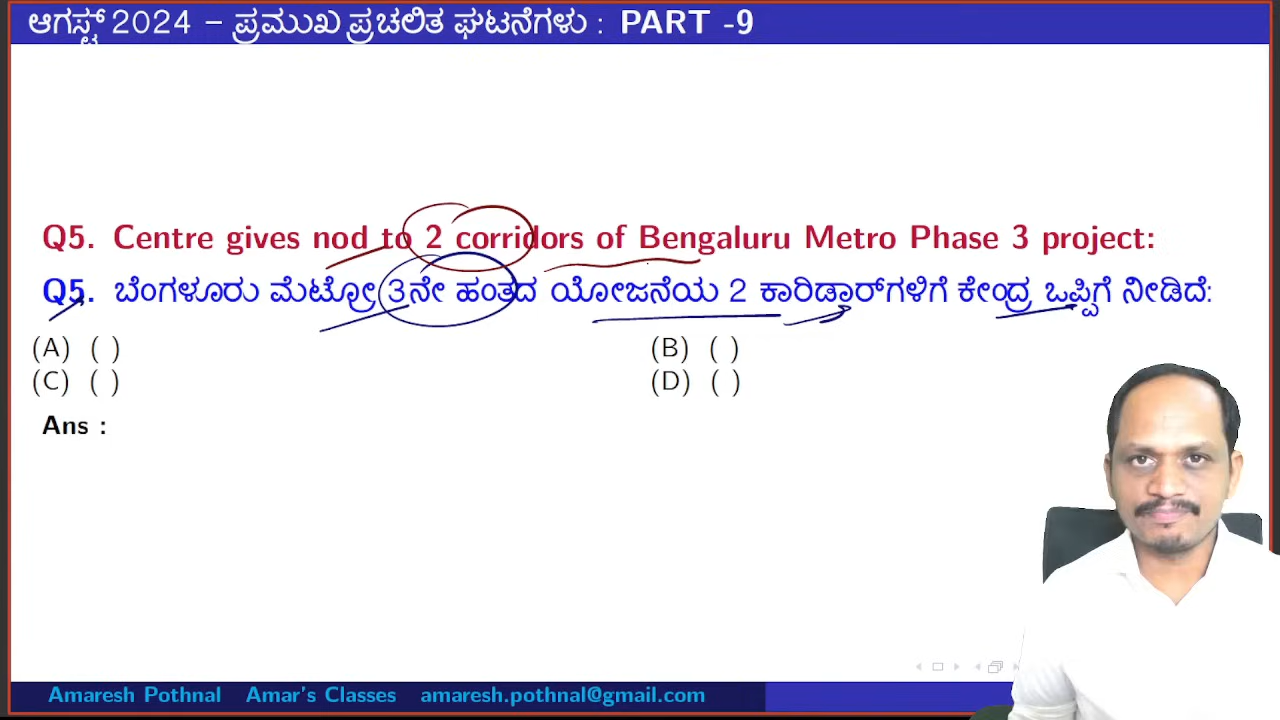 ಆಗಸ್ಟ್ 2024 – ಪ್ರಮುಖ ಪ್ರಚಲಿತ ಘಟನೆಗಳು : PART -9
Q5. Centre gives nod to 2 corridors of Bengaluru Metro Phase 3 project:
Q5. ಬೆಂಗಳೂರು ಮೆಟ್ರೋ 3ನೇ ಹಂತದ ಯೋಜನೆಯ 2 ಕಾರಿಡಾರ್‌ಗಳಿಗೆ ಕೇಂದ್ರ ಒಪ್ಪಿಗೆ ನೀಡಿದೆ:
(A) ( ) (B) ( )
(C) ( ) (D) ( )
Ans :
Amaresh Pothnal Amar's Classes amaresh.pothnal@gmail.com